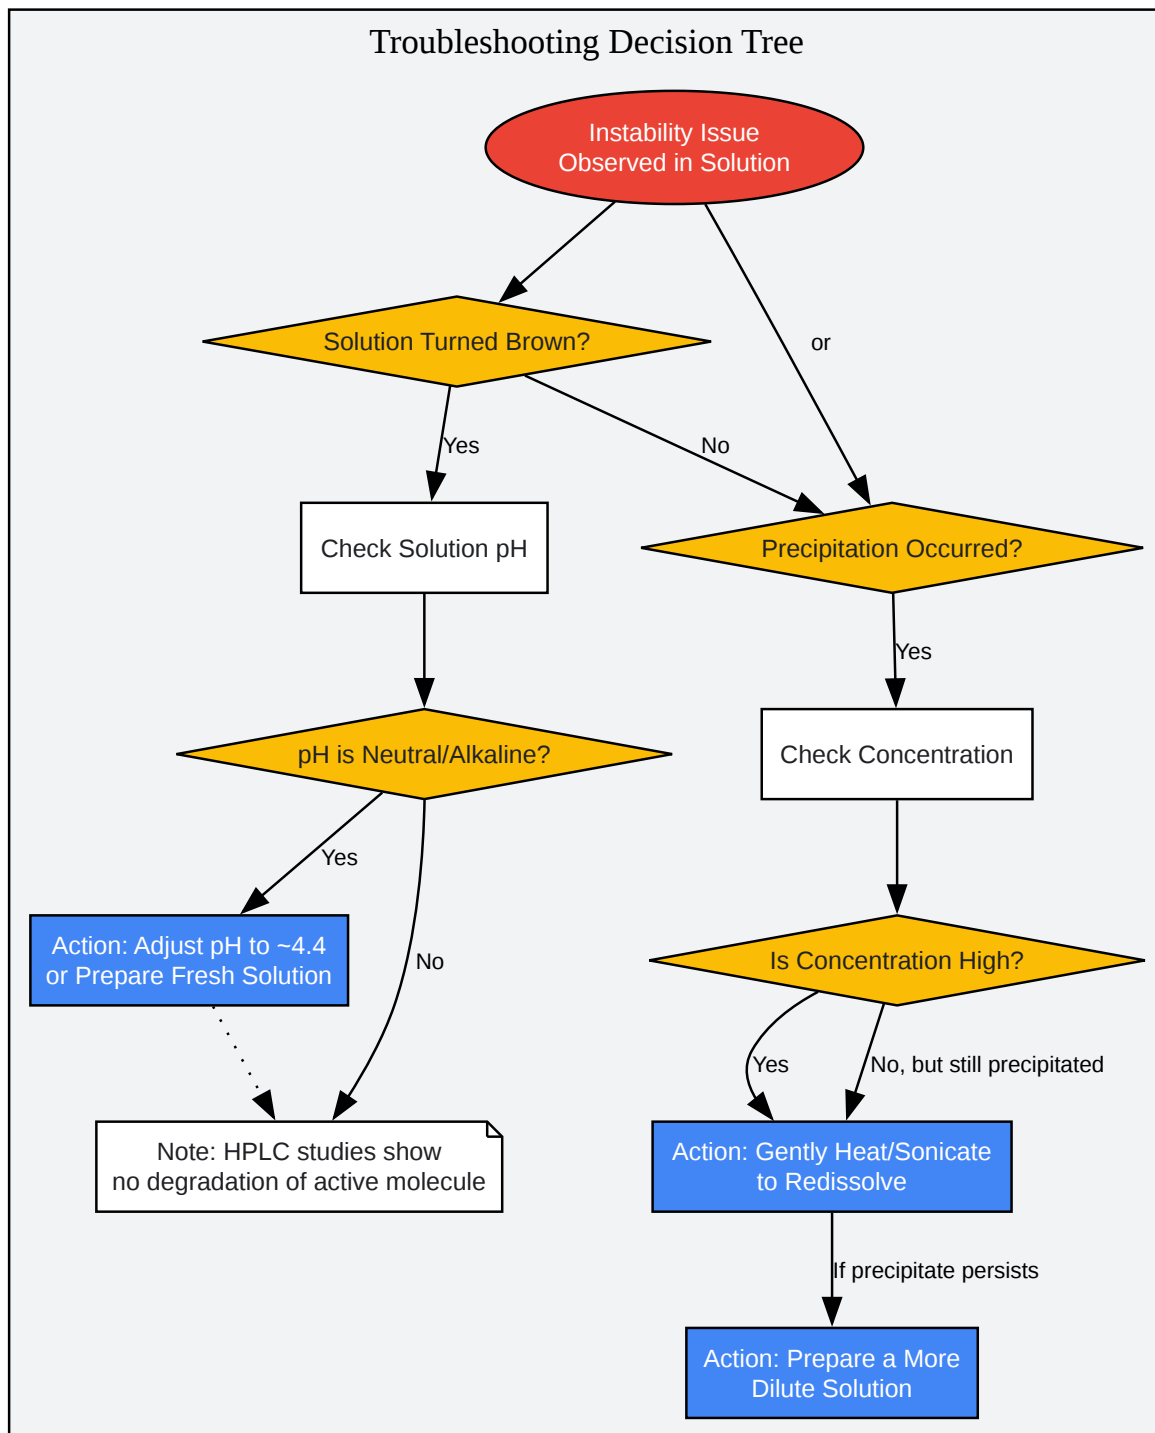 Troubleshooting Decision Tree
Instability Issue
Observed in Solution
Solution Turned Brown?
or
Yes
No
Check Solution pH
Precipitation Occurred?
Yes
pH is Neutral/Alkaline?
Check Concentration
Yes
Action: Adjust pH to ~4.4
or Prepare Fresh Solution
No
Is Concentration High?
Yes
No, but still precipitated
Note: HPLC studies show
no degradation of active molecule
Action: Gently Heat/Sonicate
to Redissolve
If precipitate persists
Action: Prepare a More
Dilute Solution